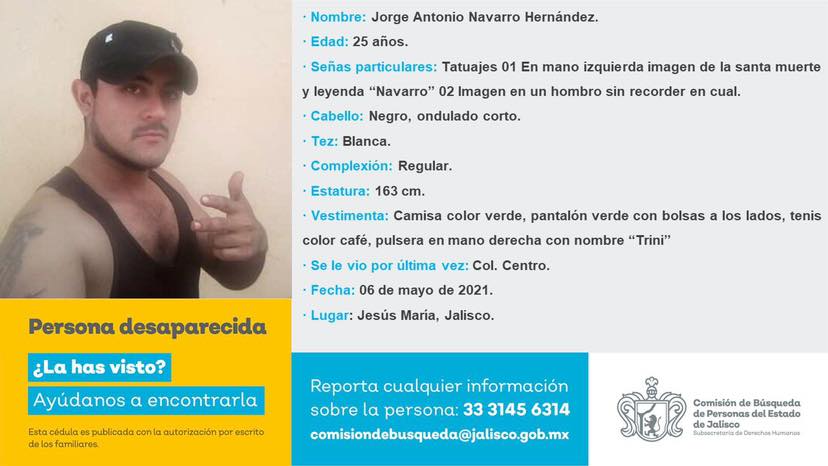 · Nombre: Jorge Antonio Navarro Hernández.
· Edad: 25 años.
· Señas particulares: Tatuajes 01 En mano izquierda imagen de la santa muerte
y leyenda “Navarro” 02 Imagen en un hombro sin recorder en cual.
· Cabello: Negro, ondulado corto.
· Tez: Blanca.
· Complexión: Regular.
· Estatura: 163 cm.
· Vestimenta: Camisa color verde, pantalón verde con bolsas a los lados, tenis
color café, pulsera en mano derecha con nombre “Trini”
· Se le vio por última vez: Col. Centro.
· Fecha: 06 de mayo de 2021.
· Lugar: Jesús María, Jalisco.
Persona desaparecida
¿La has visto?
Ayúdanos a encontrarla
Esta cédula es publicada con la autorización por escrito
de los familiares.
Reporta cualquier información
sobre la persona: 33 3145 6314
comisiondebusqueda@jalisco.gob.mx
Comisión de Búsqueda
de Personas del Estado
de Jalisco
Subsecretaría de Derechos Humanos